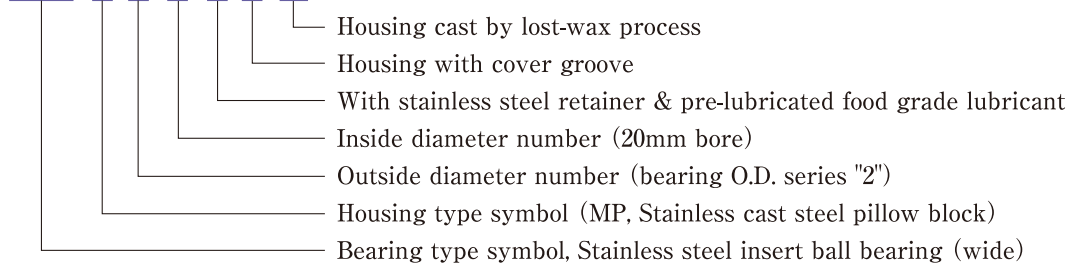 Housing cast by lost-wax process
Housing with cover groove
With stainless steel retainer & pre-lubricated food grade lubricant
Inside diameter number (20mm bore)
Outside diameter number (bearing O.D. series "2")
Housing type symbol (MP, Stainless cast steel pillow block)
Bearing type symbol, Stainless steel insert ball bearing (wide)